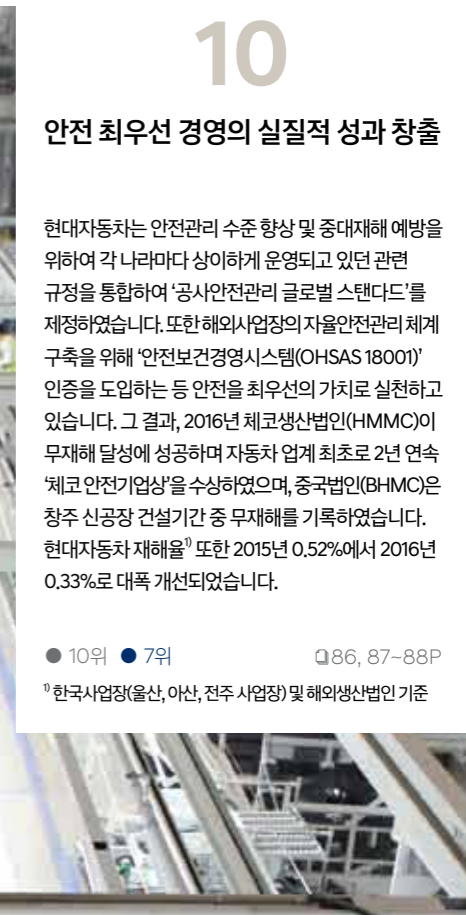 10
안전 최우선 경영의 실질적 성과 창출
현대자동차는 안전관리 수준 향상 및 중대재해 예방을
위하여 각 나라마다 상이하게 운영되고 있던 관련
규정을 통합하여 ‘공사안전관리 글로벌 스탠다드’를
제정하였습니다. 또한 해외사업장의 자율안전관리 체계
구축을 위해 ‘안전보건경영시스템(OHSAS 18001)’
인증을 도입하는 등 안전을 최우선의 가치로 실천하고
있습니다. 그 결과, 2016년 체코생산법인(HMMC)이
무재해 달성에 성공하며 자동차 업계 최초로 2년 연속
‘체코 안전기업상’을 수상하였으며, 중국법인(BHMC)은
창주 신공장 건설기간 중 무재해를 기록하였습니다.
현대자동차 재해율¹⁾ 또한 2015년 0.52%에서 2016년
0.33%로 대폭 개선되었습니다.
● 10위 ● 7위 86, 87~88P
¹⁾ 한국사업장(울산, 아산, 전주 사업장) 및 해외생산법인 기준